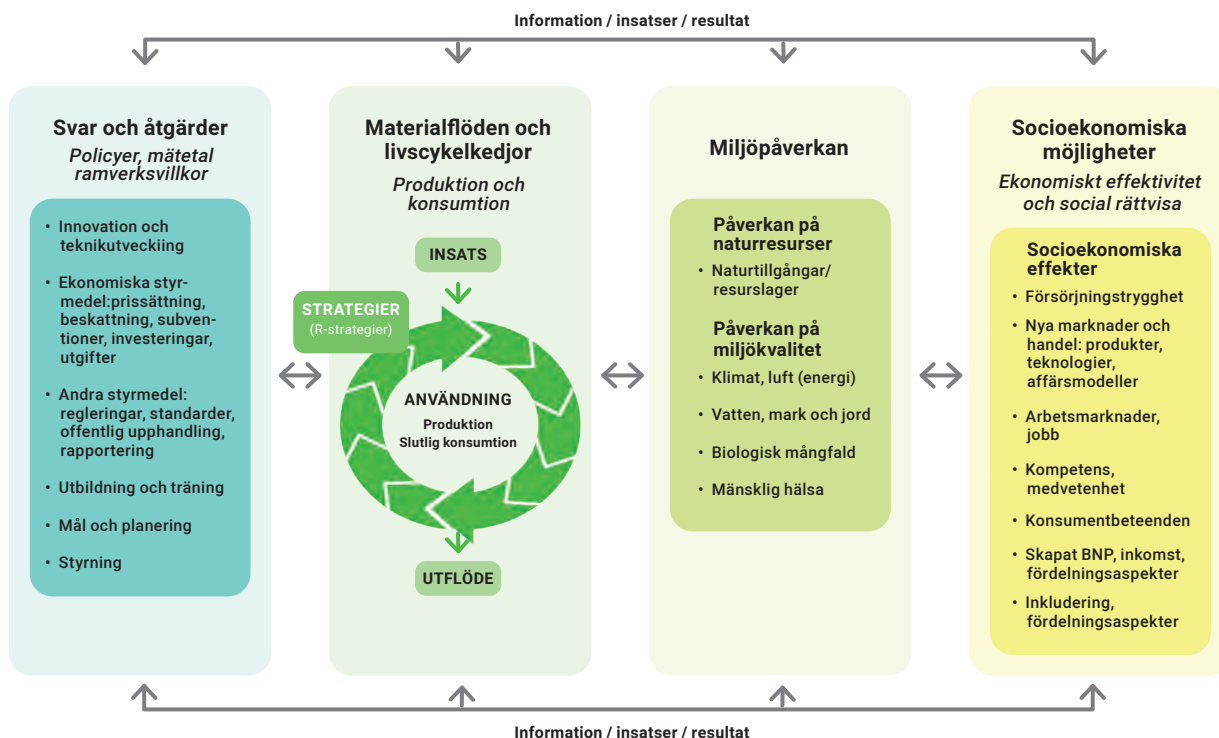 Information / insatser / resultat
Svar och åtgärder
Policyer, mätetal
ramverksvillkor
• Innovation och
teknikutveckiing
• Ekonomiska styr-
medel:prissättning,
beskattning, subven-
tioner, investeringar,
utgifter
• Andra styrmedel:
regleringar, standarder,
offentlig upphandling,
rapportering
• Utbildning och träning
• Mål och planering
• Styrning
Materialflöden och
livscykelkedjor
Produktion och
konsumtion
INSATS
STRATEGIER
(R-strategier)
ANVÄNDNING
Produktion
Slutlig konsumtion
UTFLÖDE
Miljöpåverkan
Påverkan på
naturresurser
• Naturtillgångar/
resurslager
Påverkan på
miljökvalitet
• Klimat, luft (energi)
• Vatten, mark och jord
• Biologisk mångfald
• Mänsklig hälsa
Socioekonomiska
möjligheter
Ekonomiskt effektivitet
och social rättvisa
Socioekonomiska
effekter
• Försörjningstrygghet
• Nya marknader och
handel: produkter,
teknologier,
affärsmodeller
• Arbetsmarknader,
jobb
• Kompetens,
medvetenhet
• Konsumentbeteenden
• Skapat BNP, inkomst,
fördelningsaspekter
• Inkludering,
fördelningsaspekter
Information / insatser / resultat